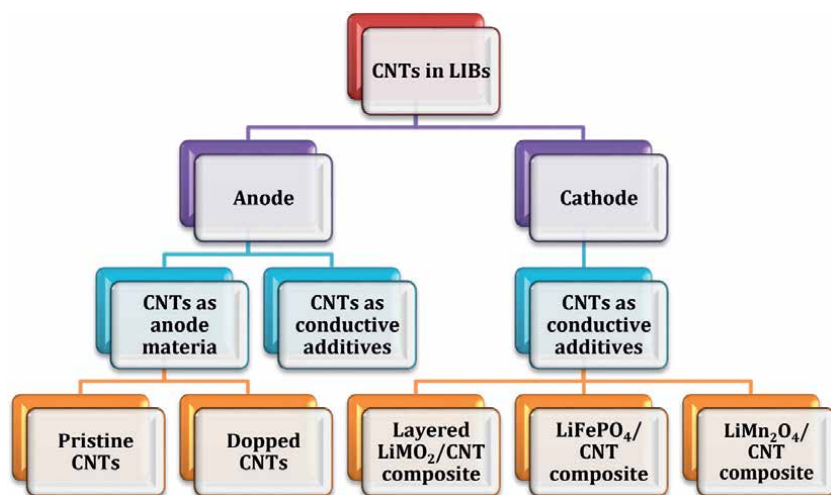 CNTs in LIBs
Anode
Cathode
CNTs as
anode
materia
CNTs as
conductive
additives
CNTs as
conductive
additives
Pristine
CNTs
Dopped
CNTs
Layered
LiMO₂/CNT
composite
LiFePO₄/
CNT
composite
LiMn₂O₄/
CNT
composite